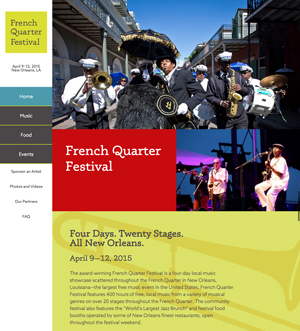 French
Quarter
Festival
April 9-12, 2015
New Orleans, LA
Home
Music
Food
Events
Sponsor an Artist
Photos and Videos
Our Partners
FAQ
French Quarter
Festival
Four Days. Twenty Stages.
All New Orleans.
April 9—12, 2015
The award-winning French Quarter Festival is a four-day local music
showcase scattered throughout the French Quarter in New Orleans,
Louisiana—the largest free music event in the United States. French Quarter
Festival features 400 hours of free, local music from a variety of musical
genres on over 20 stages throughout the French Quarter. The community
festival also features the "World's Largest Jazz Brunch" and festival food
booths operated by some of New Orleans finest restaurants, open
throughout the festival weekend.